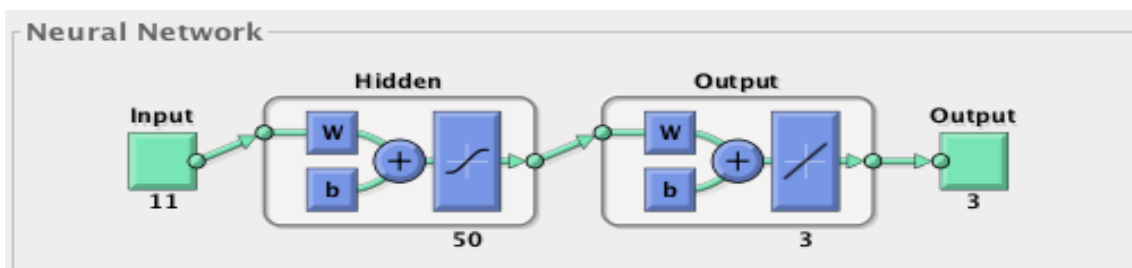 Neural Network
Hidden
Output
Input
Output
W
W
+
+
b
b
11
3
50
3